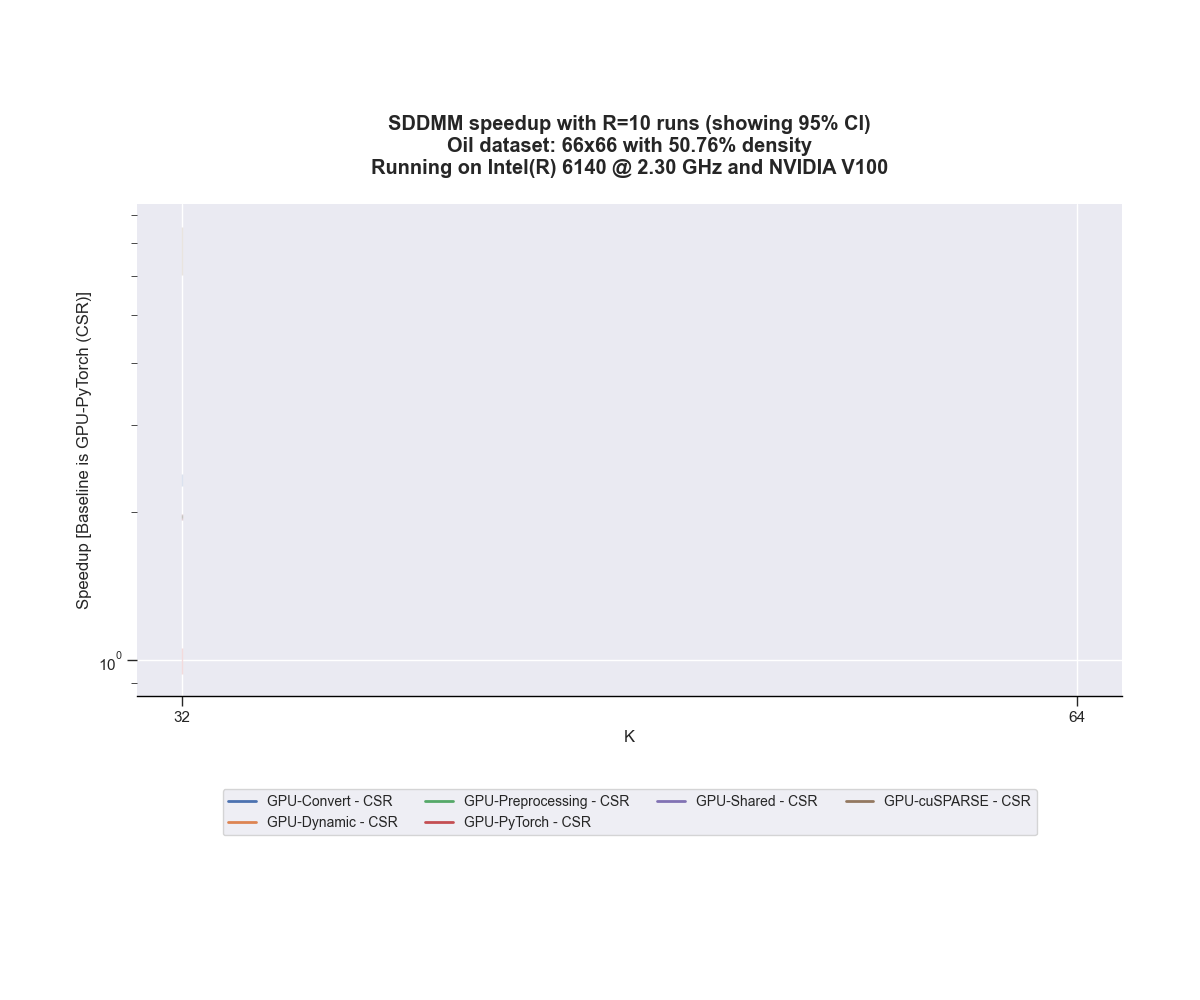 SDDMM speedup with R=10 runs (showing 95% CI)
Oil dataset: 66x66 with 50.76% density
Running on Intel(R) 6140 @ 2.30 GHz and NVIDIA V100
Speedup [Baseline is GPU-PyTorch (CSR)]
10^0
32 64
K
GPU-Convert - CSR GPU-Preprocessing - CSR GPU-Shared - CSR GPU-cuSPARSE - CSR
GPU-Dynamic - CSR GPU-PyTorch - CSR